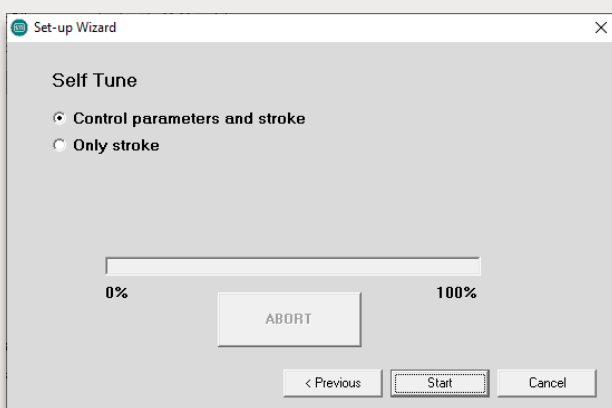 Set-up Wizard
Self Tune
Control parameters and stroke
Only stroke
0% 100%
ABORT
< Previous Start Cancel